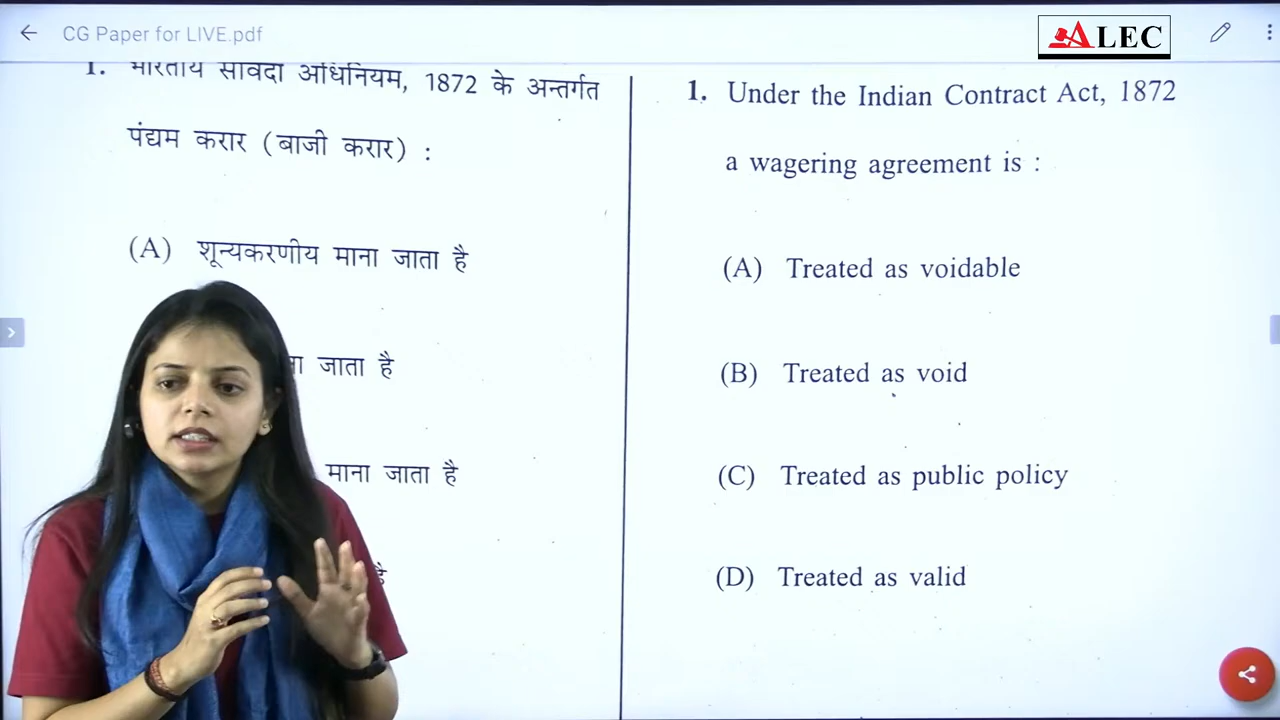 CG Paper for LIVE.pdf
ALEC
1. भारतीय संविदा अधिनियम, 1872 के अन्तर्गत
पंद्यम करार (बाजी करार) :
(A) शून्यकरणीय माना जाता है
जाता है
माना जाता है
है
1. Under the Indian Contract Act, 1872
a wagering agreement is :
(A) Treated as voidable
(B) Treated as void
(C) Treated as public policy
(D) Treated as valid